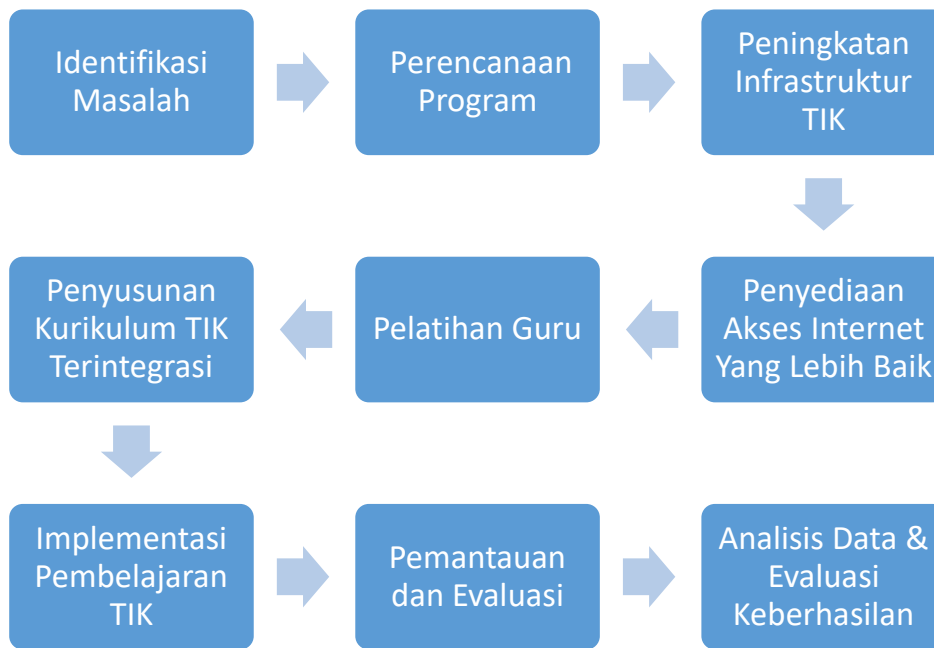 Identifikasi
Masalah
Perencanaan
Program
Peningkatan
Infrastruktur
TIK
Penyediaan
Akses Internet
Yang Lebih Baik
Pelatihan Guru
Penyusunan
Kurikulum TIK
Terintegrasi
Implementasi
Pembelajaran
TIK
Pemantauan
dan Evaluasi
Analisis Data &
Evaluasi
Keberhasilan